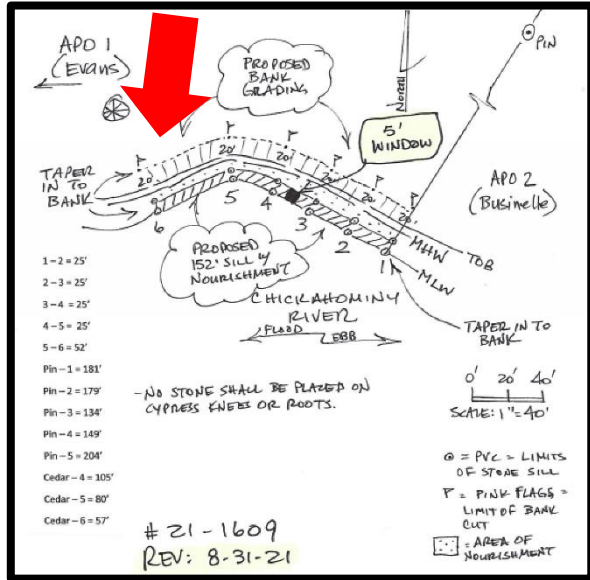 APO 1
(Evans)
PROPOSED
BANK
GRADING
NORTH
PIN
5'
WINDOW
APO 2
(Businelle)
TAPER
IN TO
BANK
20'
20'
20'
20'
20'
6
5
4
3
2
1
MHW
TOB
MLW
PROPOSED
152' SILL W/
NOURISHMENT
CHICKAHOMINY
RIVER
FLOOD
EBB
TAPER IN TO
BANK
1 – 2 = 25'
2 – 3 = 25'
3 – 4 = 25'
4 – 5 = 25'
5 – 6 = 52'
Pin – 1 = 181'
Pin – 2 = 179'
Pin – 3 = 134'
Pin – 4 = 149'
Pin – 5 = 204'
Cedar – 4 = 105'
Cedar – 5 = 80'
Cedar – 6 = 57'
- NO STONE SHALL BE PLACED ON
CYPRESS KNEES OR ROOTS.
0' 20' 40'
SCALE: 1"=40'
= PVC = LIMITS
OF STONE SILL
= PINK FLAGS =
LIMIT OF BANK
CUT
= AREA OF
NOURISHMENT
# 21-1609
REV: 8-31-21